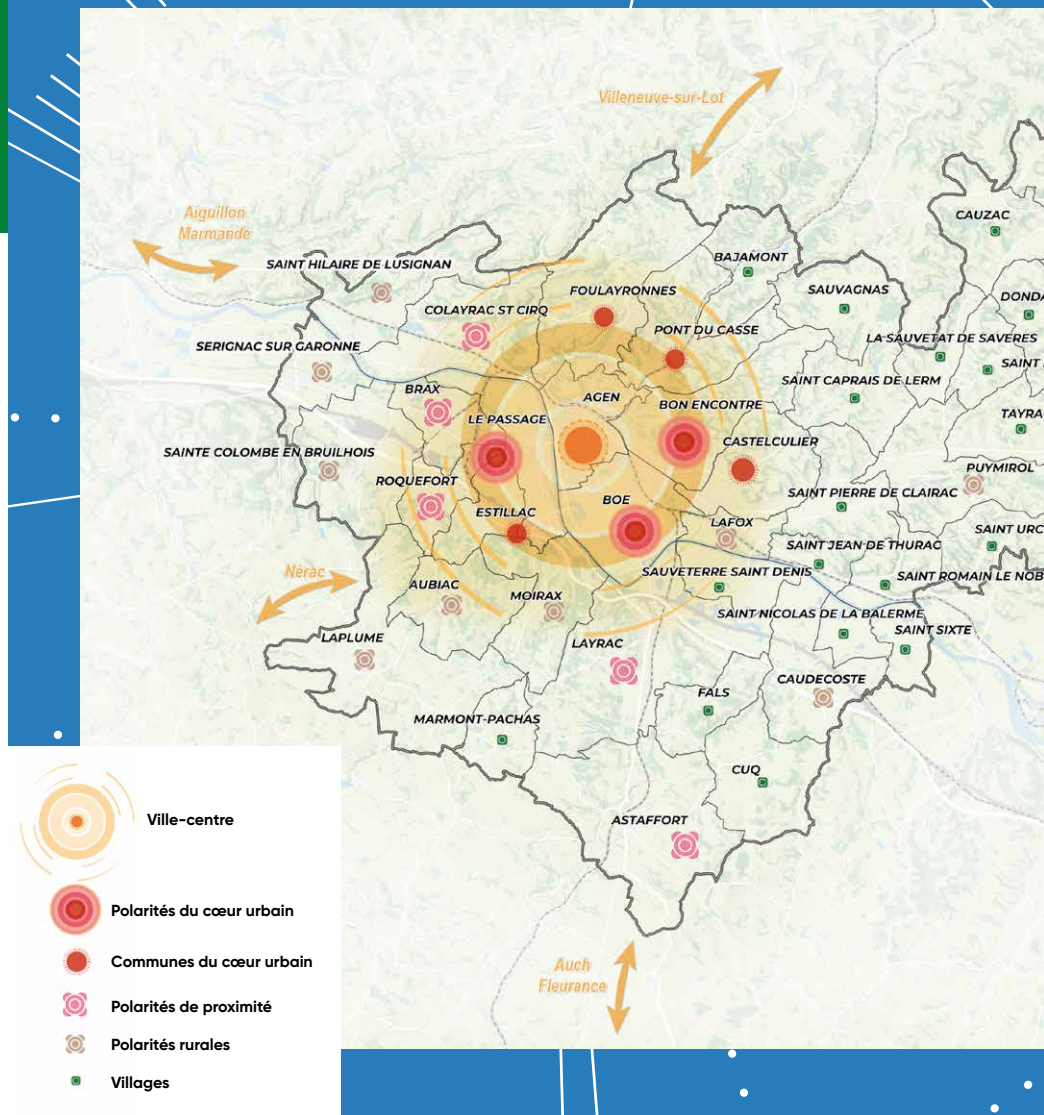 Villeneuve-sur-Lot
Aiguillon
Marmande
CAUZAC
BAJAMONT
SAINT HILAIRE DE LUSIGNAN
SAUVAGNAS
FOULAYRONNES
DONDA
COLAYRAC ST CIRQ
PONT DU CASSE
LA SAUVETAT DE SAVERES
SERIGNAC SUR GARONNE
SAINT
SAINT CAPRAIS DE LERM
BRAX
AGEN
BON ENCONTRE
TAYRA
LE PASSAGE
CASTELCULIER
SAINTE COLOMBE EN BRUILHOIS
PUYMIROL
ROQUEFORT
SAINT PIERRE DE CLAIRAC
BOE
ESTILLAC
LAFOX
SAINT URC
SAINT JEAN DE THURAC
Nérac
SAUVETERRE SAINT DENIS
SAINT ROMAIN LE NOB
AUBIAC
MOIRAX
SAINT NICOLAS DE LA BALERME
SAINT SIXTE
LAPLUME
LAYRAC
CAUDECOSTE
FALS
MARMONT-PACHAS
CUQ
ASTAFFORT
Auch
Fleurance
Ville-centre
Polarités du cœur urbain
Communes du cœur urbain
Polarités de proximité
Polarités rurales
Villages